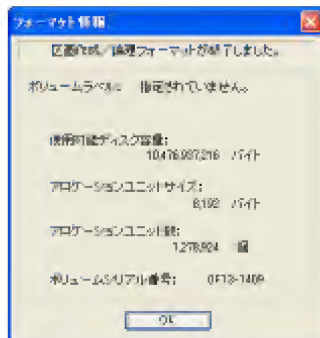 フォーマット情報
区画作成/論理フォーマットが終了しました。
ボリュームラベル: 指定されていません。
使用可能ディスク容量:
10,476,937,216 バイト
アロケーションユニットサイズ:
8,192 バイト
アロケーションユニット数:
1,278,924 個
ボリュームシリアル番号: 0F13-1409
OK